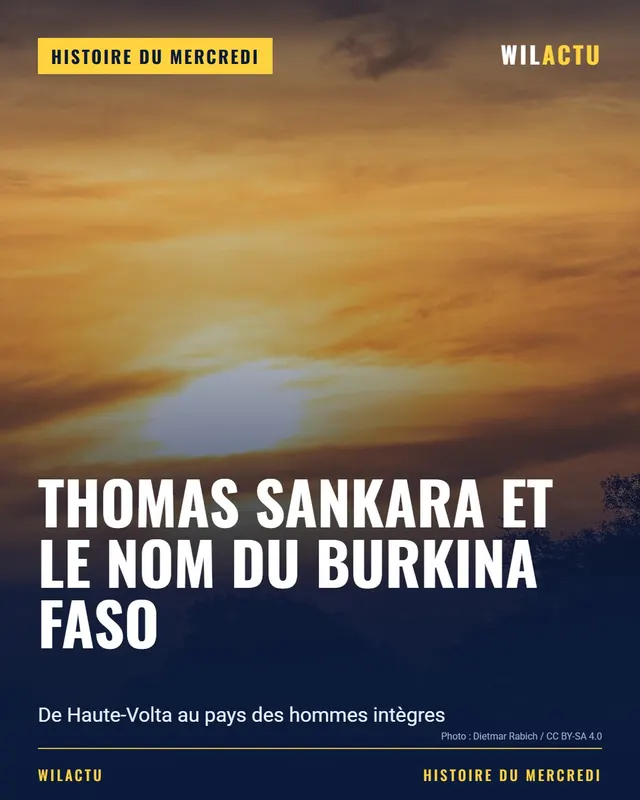 HISTOIRE DU MERCREDI
WILACTU
THOMAS SANKARA ET
LE NOM DU BURKINA
FASO
De Haute-Volta au pays des hommes intègres
Photo : Dietmar Rabich / CC BY-SA 4.0
WILACTU
HISTOIRE DU MERCREDI